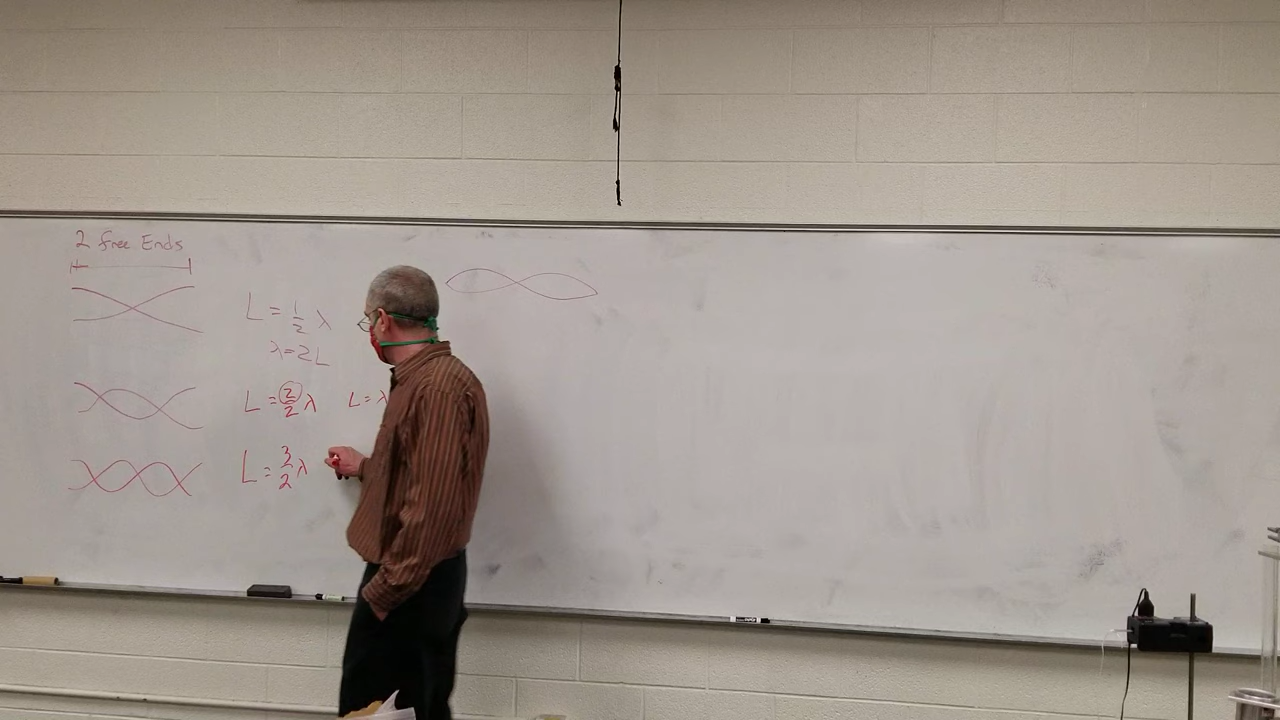 2 free Ends
L = 1/2 λ
λ = 2L
L = 2/2 λ L = λ
L = 3/2 λ